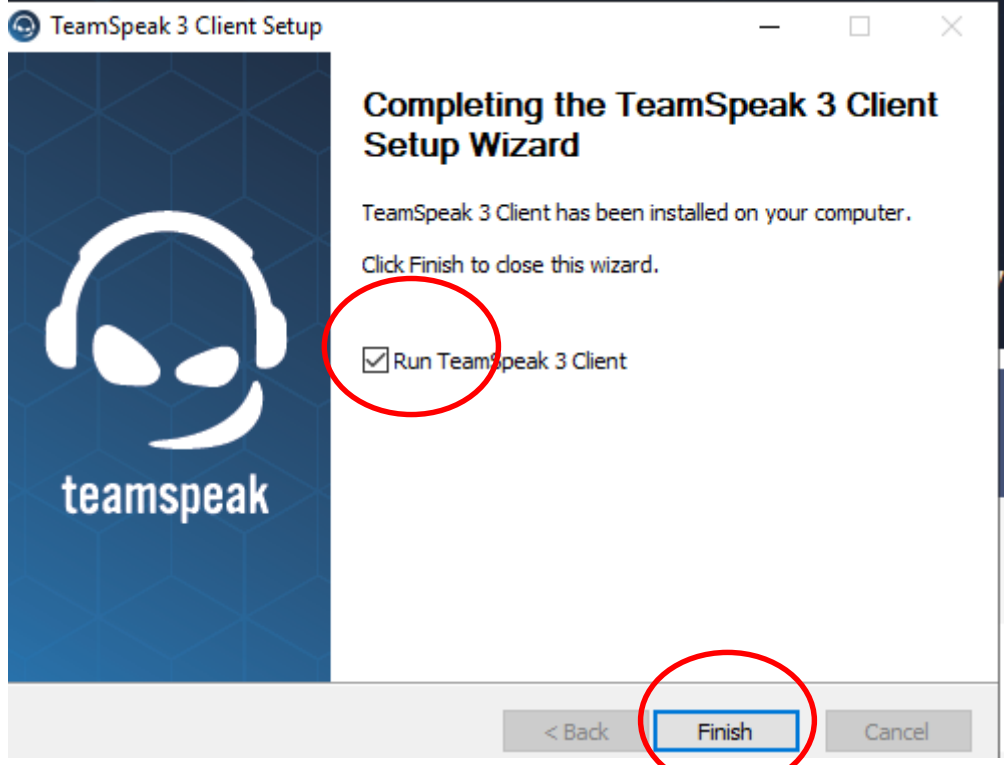 TeamSpeak 3 Client Setup
Completing the TeamSpeak 3 Client
Setup Wizard
TeamSpeak 3 Client has been installed on your computer.
Click Finish to close this wizard.
Run TeamSpeak 3 Client
teamspeak
< Back
Finish
Cancel